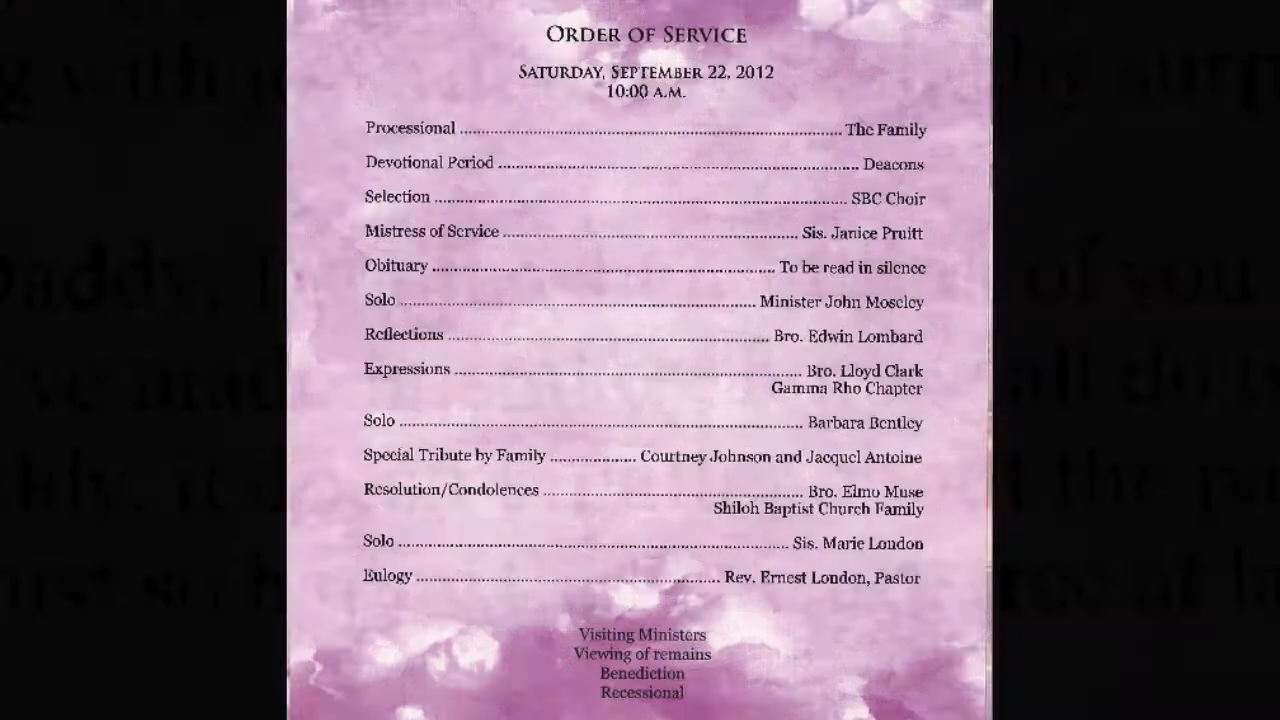 ORDER OF SERVICE
SATURDAY, SEPTEMBER 22, 2012
10:00 A.M.
Processional ........ The Family
Devotional Period ........ Deacons
Selection ........ SBC Choir
Mistress of Service ........ Sis. Janice Pruitt
Obituary ........ To be read in silence
Solo ........ Minister John Moseley
Reflections ........ Bro. Edwin Lombard
Expressions ........ Bro. Lloyd Clark
Gamma Rho Chapter
Solo ........ Barbara Bentley
Special Tribute by Family ........ Courtney Johnson and Jacquel Antoine
Resolution/Condolences ........ Bro. Elmo Muse
Shiloh Baptist Church Family
Solo ........ Sis. Marie London
Eulogy ........ Rev. Ernest London, Pastor
Visiting Ministers
Viewing of remains
Benediction
Recessional